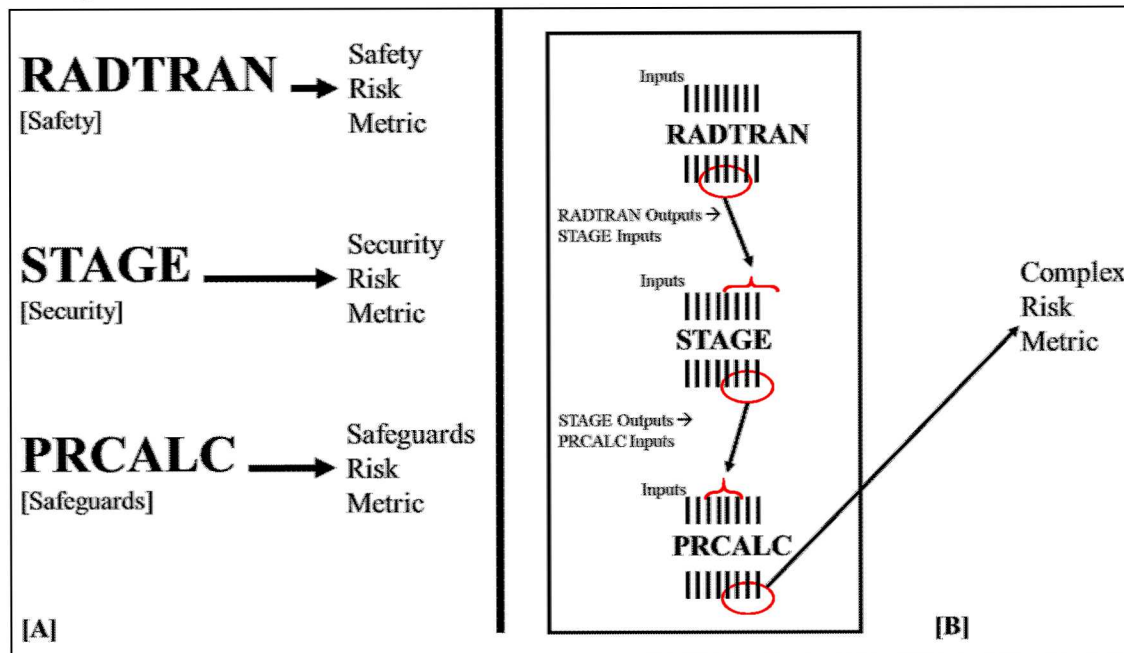 RADTRAN
[Safety]
Safety
Risk
Metric
STAGE
[Security]
Security
Risk
Metric
PRCALC
[Safeguards]
Safeguards
Risk
Metric
[A]
Inputs
RADTRAN
RADTRAN Outputs →
STAGE Inputs
Inputs
STAGE
STAGE Outputs →
PRCALC Inputs
Inputs
PRCALC
Complex
Risk
Metric
[B]